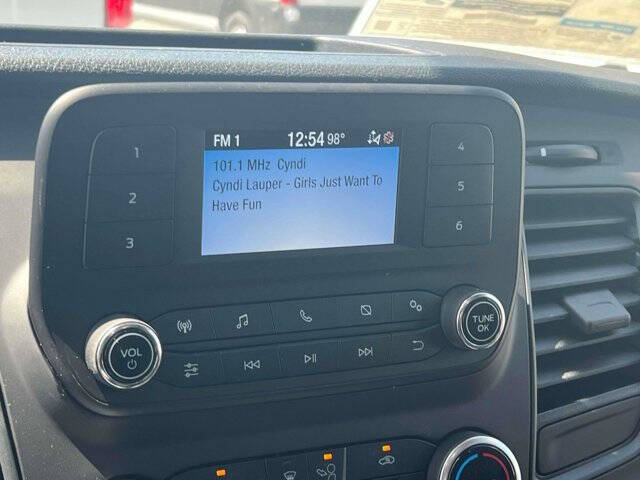 FM 1 12:54 98°
101.1 MHz Cyndi
Cyndi Lauper - Girls Just Want To
Have Fun
1
2
3
4
5
6
VOL
TUNE
OK